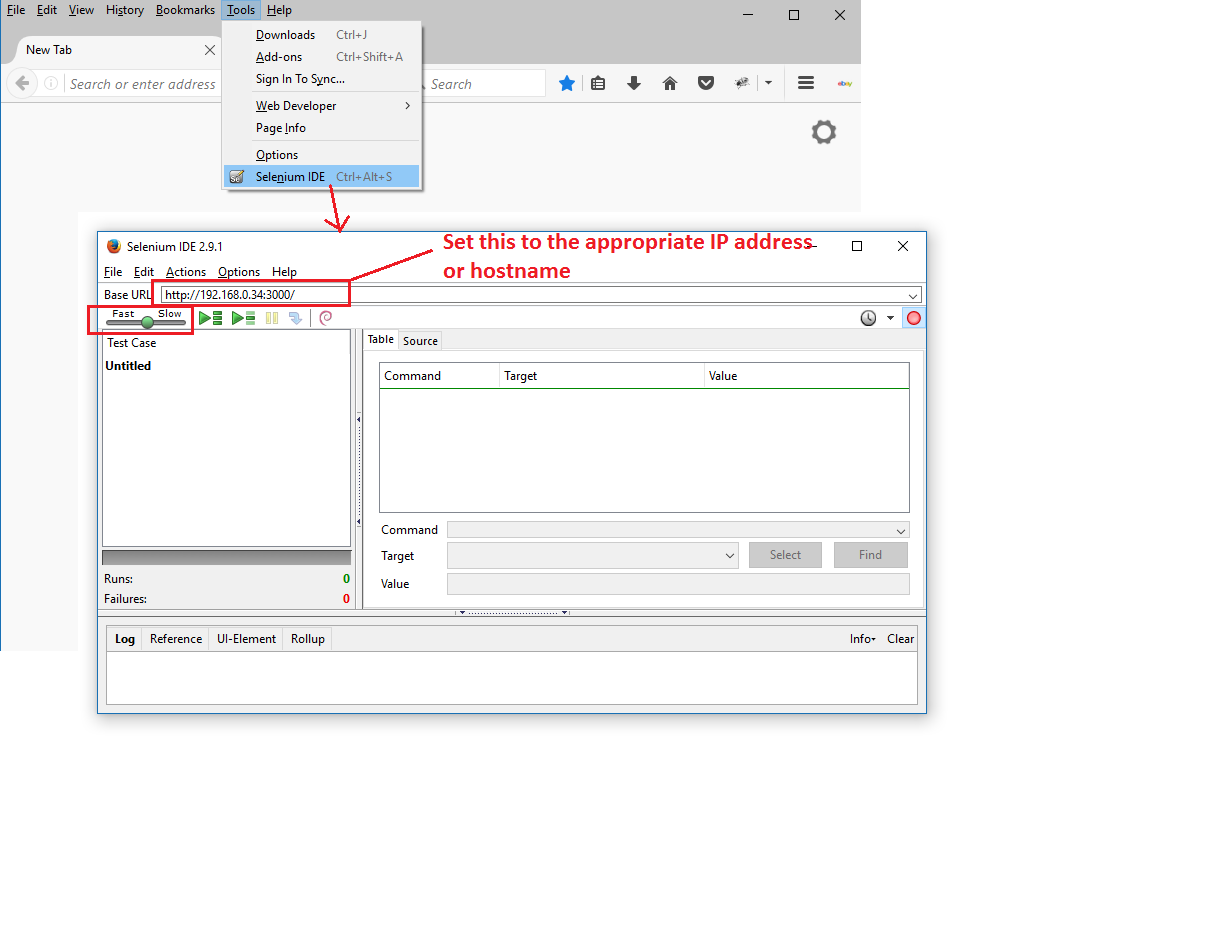 File Edit View History Bookmarks Tools Help
New Tab
Search or enter address
Search
ebay
Downloads Ctrl+J
Add-ons Ctrl+Shift+A
Sign In To Sync...
Web Developer
Page Info
Options
Selenium IDE Ctrl+Alt+S
Selenium IDE 2.9.1
Set this to the appropriate IP address
or hostname
File Edit Actions Options Help
Base URL http://192.168.0.34:3000/
Fast Slow
Test Case
Untitled
Runs: 0
Failures: 0
Table Source
Command Target Value
Command
Target Select Find
Value
Log Reference UI-Element Rollup Info Clear